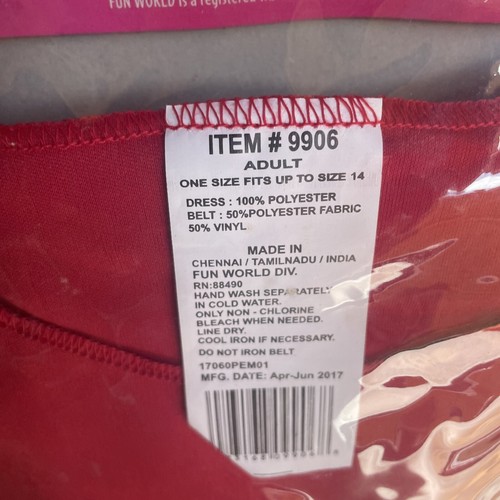 FUN WORLD is a registered
ITEM # 9906
ADULT
ONE SIZE FITS UP TO SIZE 14
DRESS : 100% POLYESTER
BELT : 50%POLYESTER FABRIC
50% VINYL
MADE IN
CHENNAI / TAMILNADU / INDIA
FUN WORLD DIV.
RN:88490
HAND WASH SEPARATELY
IN COLD WATER.
ONLY NON - CHLORINE
BLEACH WHEN NEEDED.
LINE DRY.
COOL IRON IF NECESSARY.
DO NOT IRON BELT
17060PEM01
MFG. DATE: Apr-Jun 2017